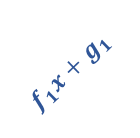 f₁x + g₁